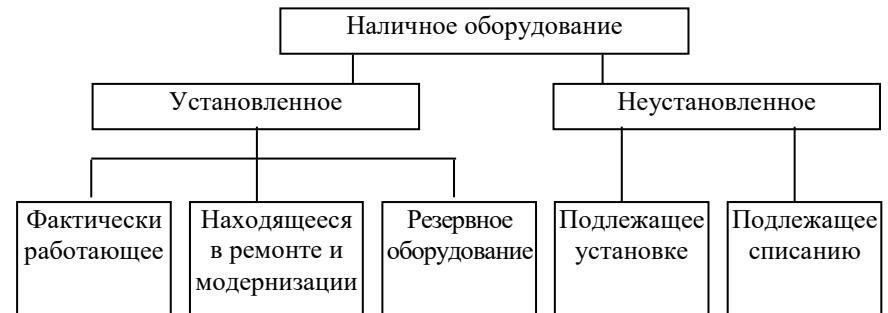 Наличное оборудование
Установленное
Неустановленное
Фактически
работающее
Находящееся
в ремонте и
модернизации
Резервное
оборудование
Подлежащее
установке
Подлежащее
списанию